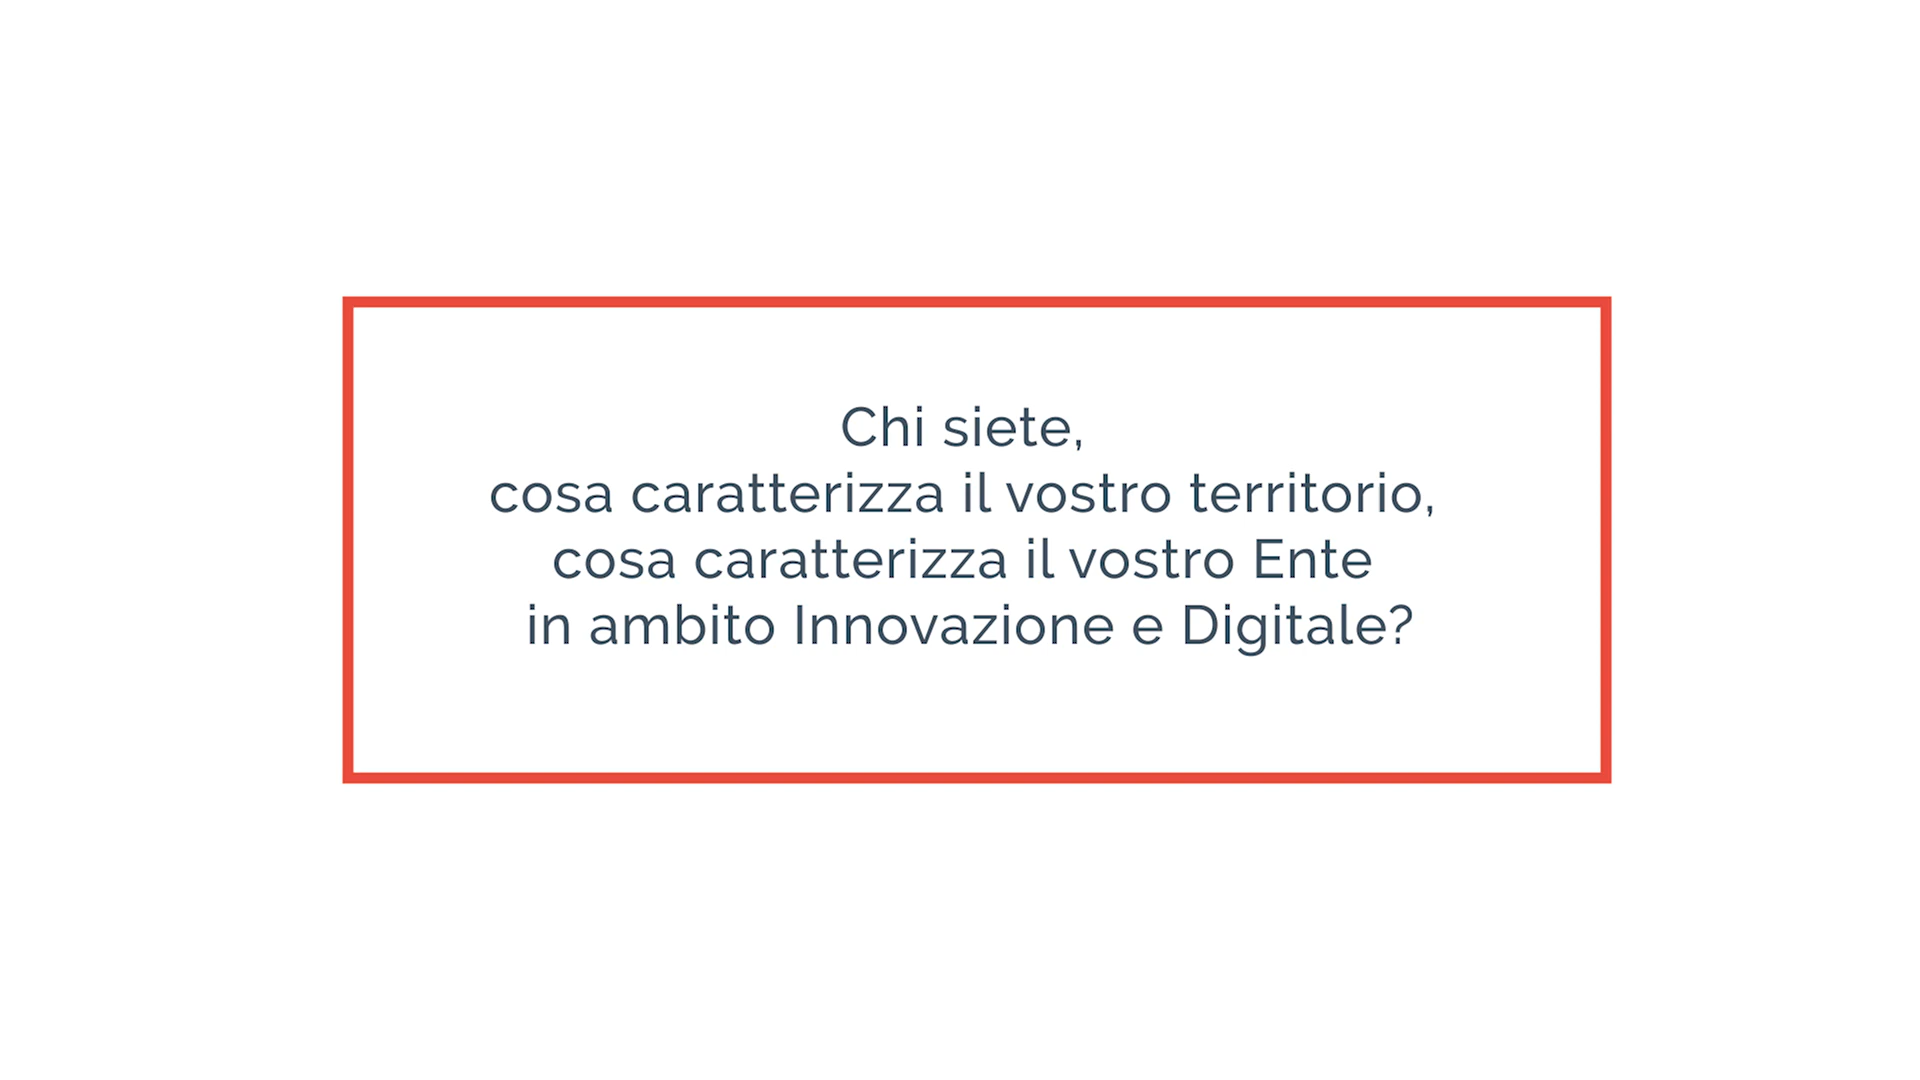 Chi siete,
cosa caratterizza il vostro territorio,
cosa caratterizza il vostro Ente
in ambito Innovazione e Digitale?